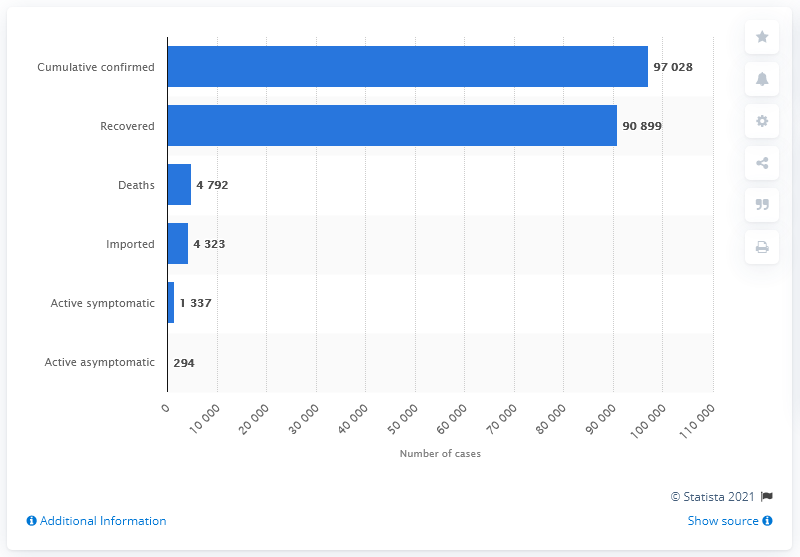 Cumulative confirmed 97 028
Recovered 90 899
Deaths 4 792
Imported 4 323
Active symptomatic 1 337
Active asymptomatic 294
0 10 000 20 000 30 000 40 000 50 000 60 000 70 000 80 000 90 000 100 000 110 000
Number of cases
© Statista 2021
Additional Information Show source